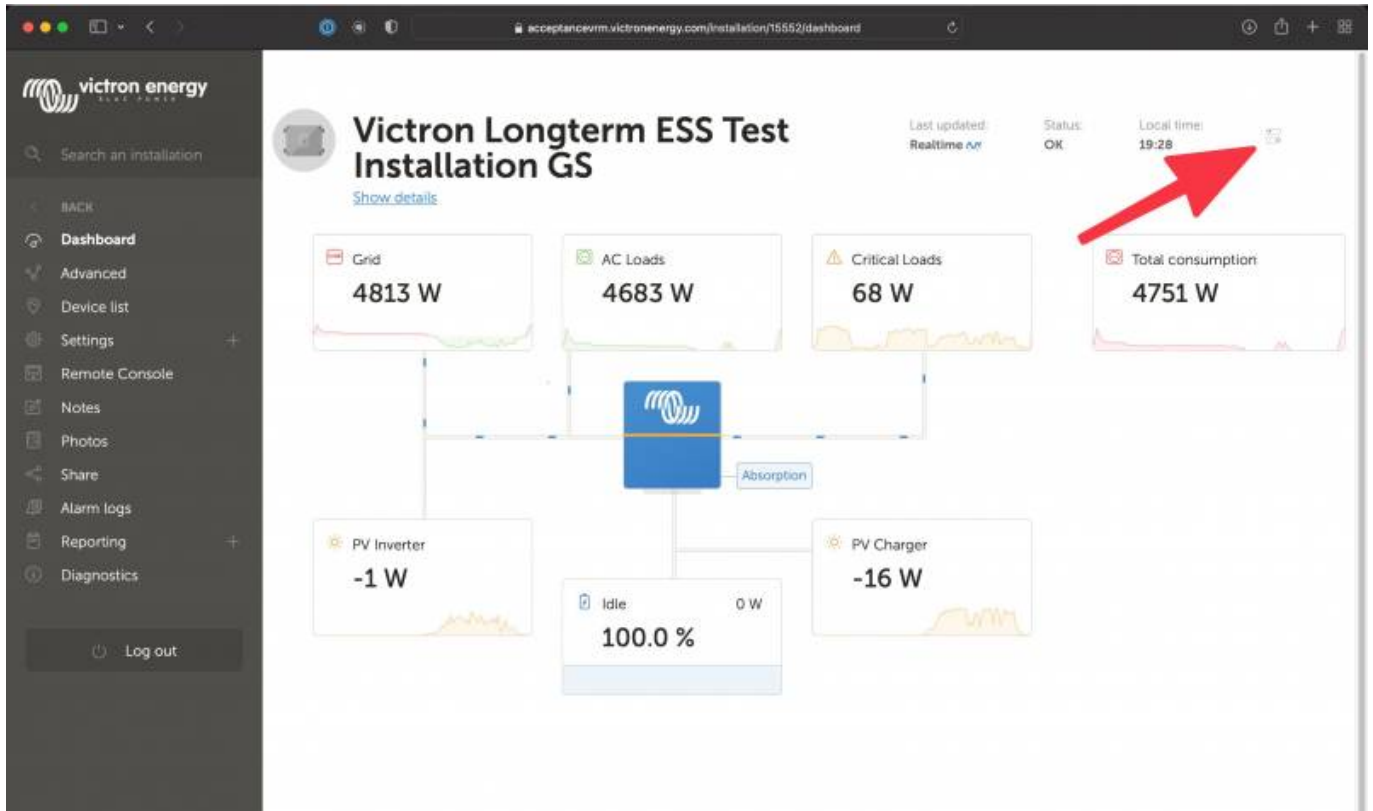 acceptancevrm.victronenergy.com/installation/15552/dashboard
victron energy
BLUE POWER
Search an installation
BACK
Dashboard
Advanced
Device list
Settings
Remote Console
Notes
Photos
Share
Alarm logs
Reporting
Diagnostics
Log out
Victron Longterm ESS Test
Installation GS
Show details
Last updated:
Realtime
Status:
OK
Local time:
19:28
Grid
4813 W
AC Loads
4683 W
Critical Loads
68 W
Total consumption
4751 W
Absorption
PV Inverter
-1 W
Idle 0 W
100.0 %
PV Charger
-16 W